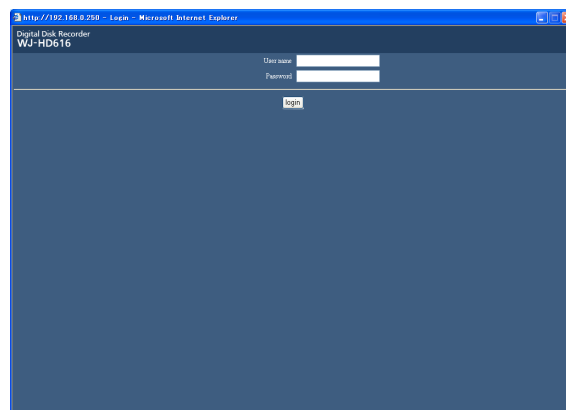 http://192.168.0.250 - Login - Microsoft Internet Explorer
Digital Disk Recorder
WJ-HD616
User name
Password
login